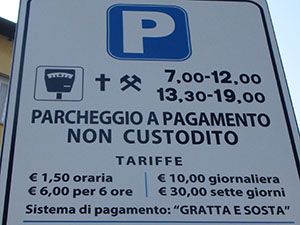 P
7.00-12.00
13.30-19.00
PARCHEGGIO A PAGAMENTO
NON CUSTODITO
TARIFFE
€ 1,50 oraria
€ 6,00 per 6 ore
€ 10,00 giornaliera
€ 30,00 sette giorni
Sistema di pagamento: "GRATTA E SOSTA"